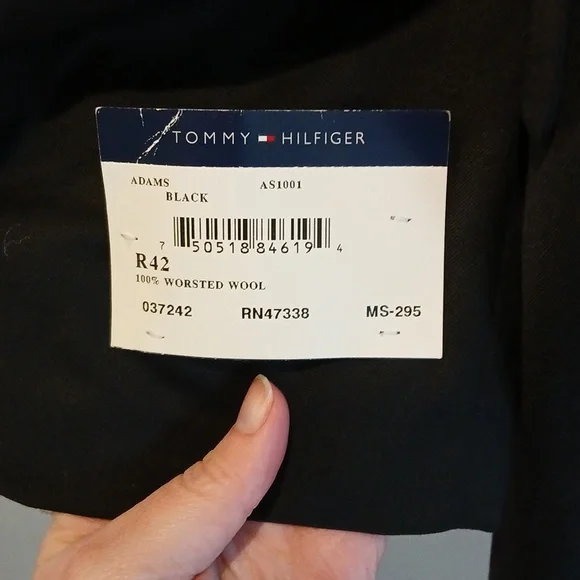 TOMMY HILFIGER
ADAMS AS1001
BLACK
7 50518 84619 4
R42
100% WORSTED WOOL
037242 RN47338 MS-295